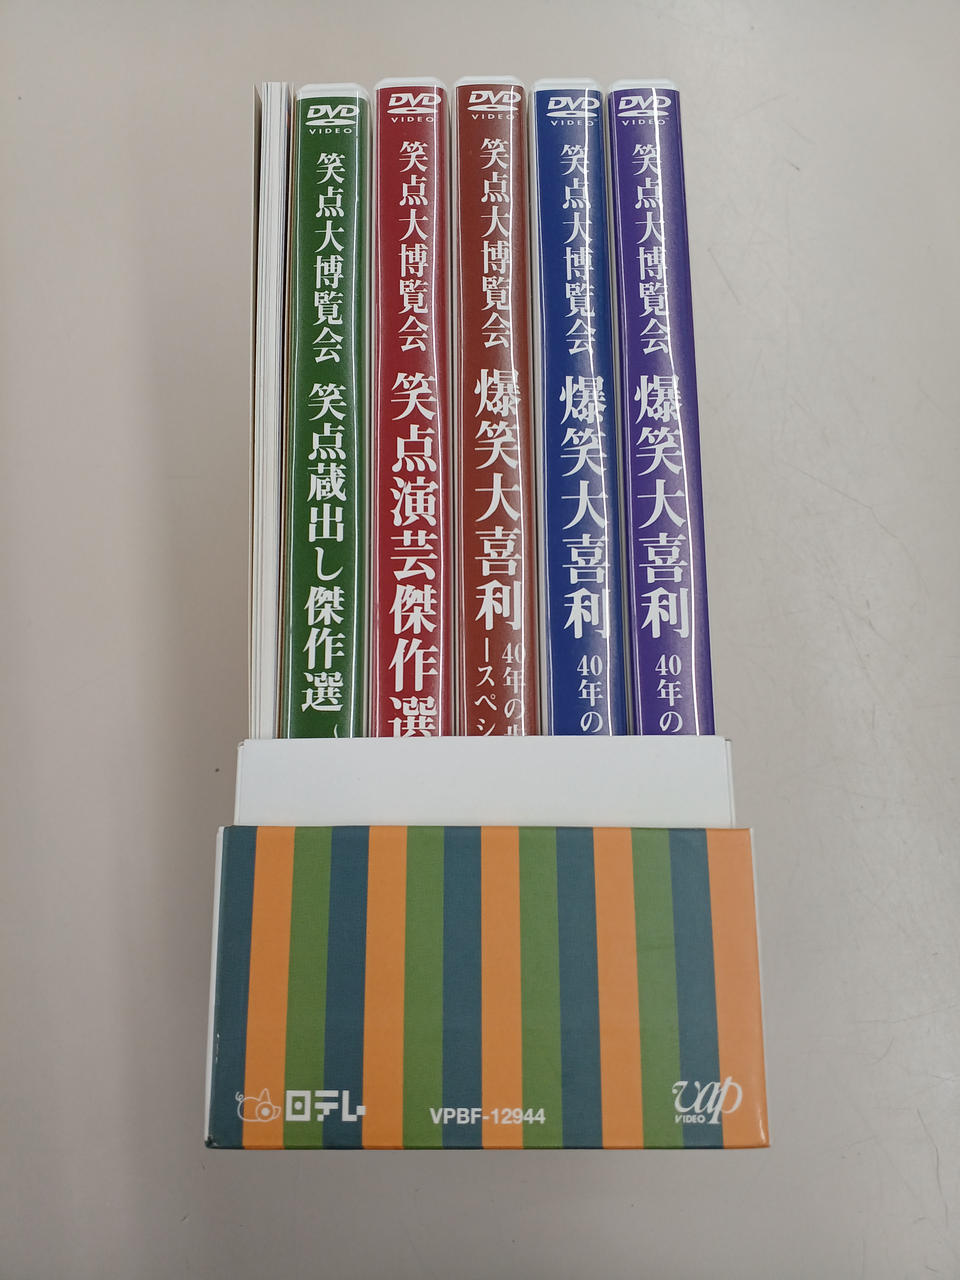 DVD
VIDEO
笑点大博覧会 笑点蔵出し傑作選
DVD
VIDEO
笑点大博覧会 笑点演芸傑作選
DVD
VIDEO
笑点大博覧会 爆笑大喜利
40年の歩
ースペシ
DVD
VIDEO
笑点大博覧会 爆笑大喜利 40年の
DVD
VIDEO
笑点大博覧会 爆笑大喜利 40年の
日テレ
VPBF-12944
vap
VIDEO